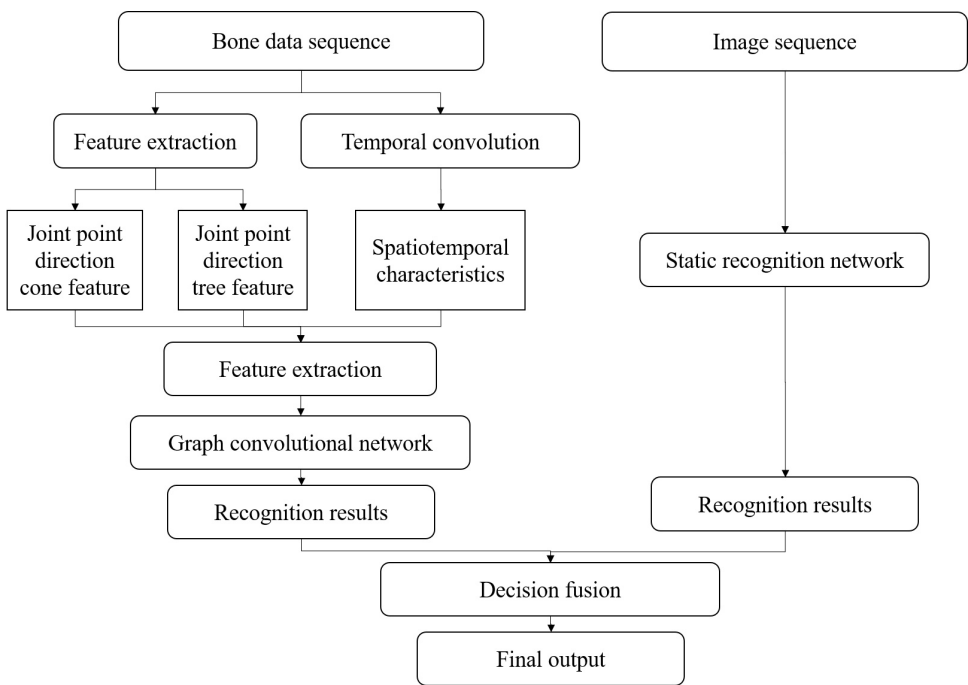 Bone data sequence
Image sequence
Feature extraction
Temporal convolution
Joint point
direction
cone feature
Joint point
direction
tree feature
Spatiotemporal
characteristics
Static recognition network
Feature extraction
Graph convolutional network
Recognition results
Recognition results
Decision fusion
Final output